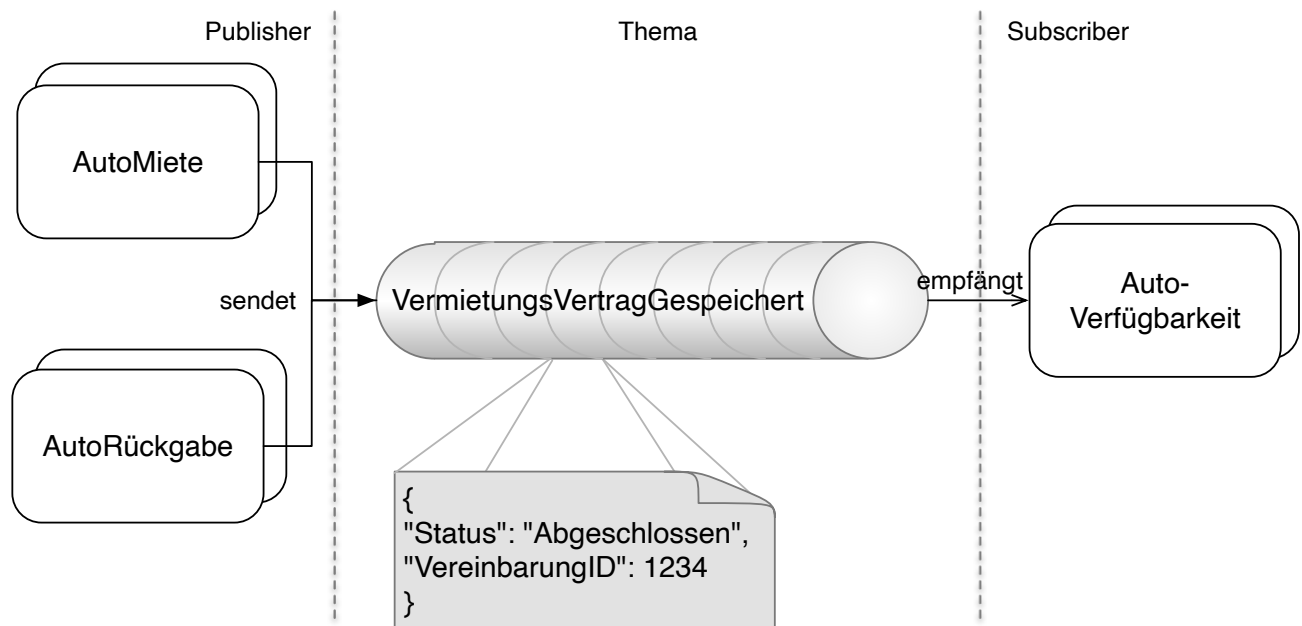 Publisher
Thema
Subscriber
AutoMiete
sendet
AutoRückgabe
VermietungsVertragGespeichert
empfängt
Auto-
Verfügbarkeit
{
"Status": "Abgeschlossen",
"VereinbarungID": 1234
}